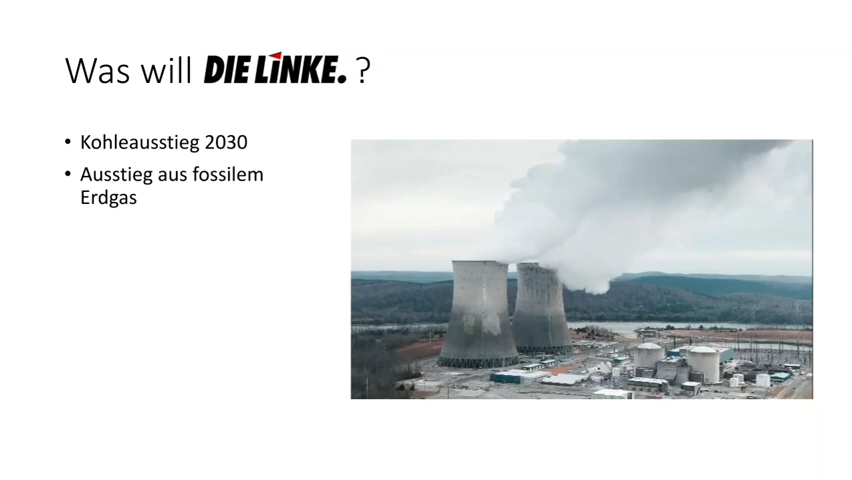 Was will DIE LiNKE. ?
• Kohleausstieg 2030
• Ausstieg aus fossilem
Erdgas